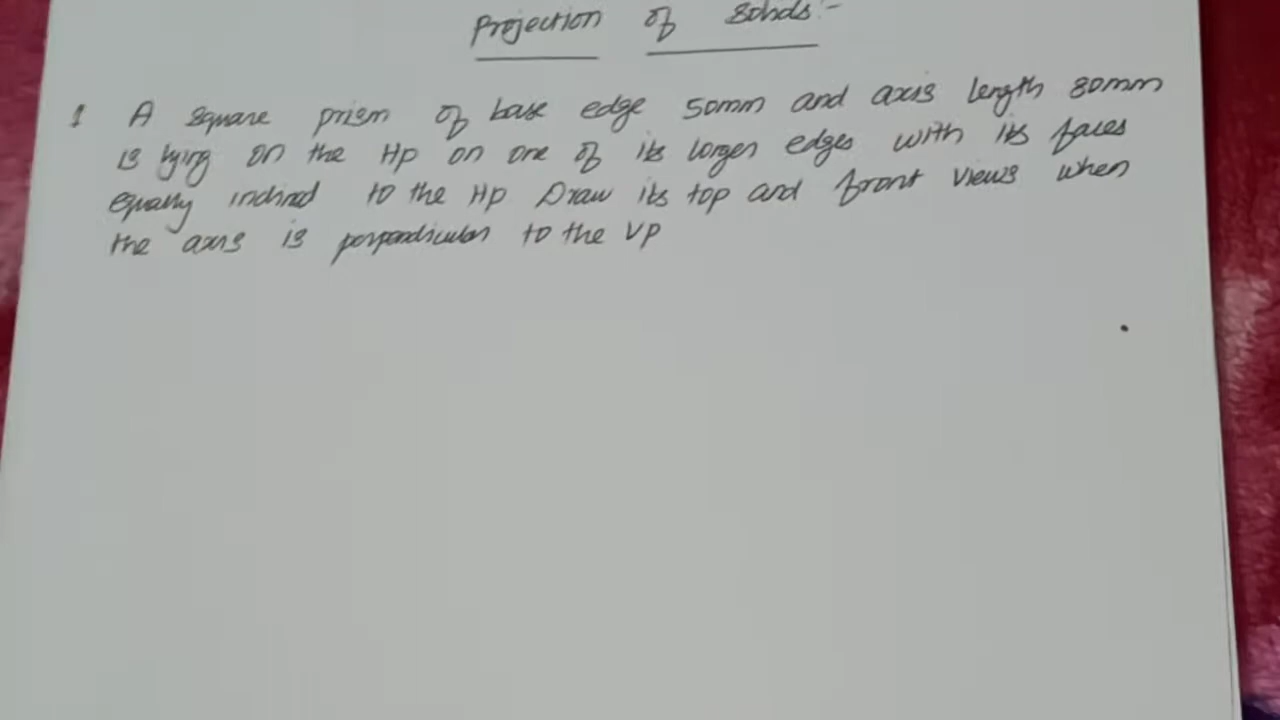 Projection of Solids:-
1 A square prism of base edge 50mm and axis length 80mm
is lying on the Hp on one of its longer edges with its faces
equally inclined to the Hp Draw its top and front views when
the axis is perpendicular to the VP